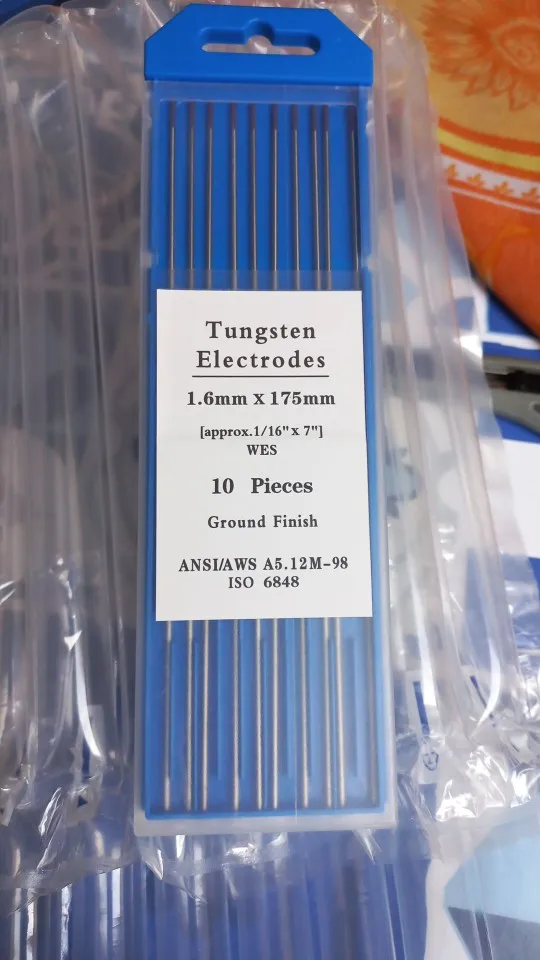 Tungsten
Electrodes
1.6mm X 175mm
[approx.1/16" x 7"]
WES
10 Pieces
Ground Finish
ANSI/AWS A5.12M-98
ISO 6848